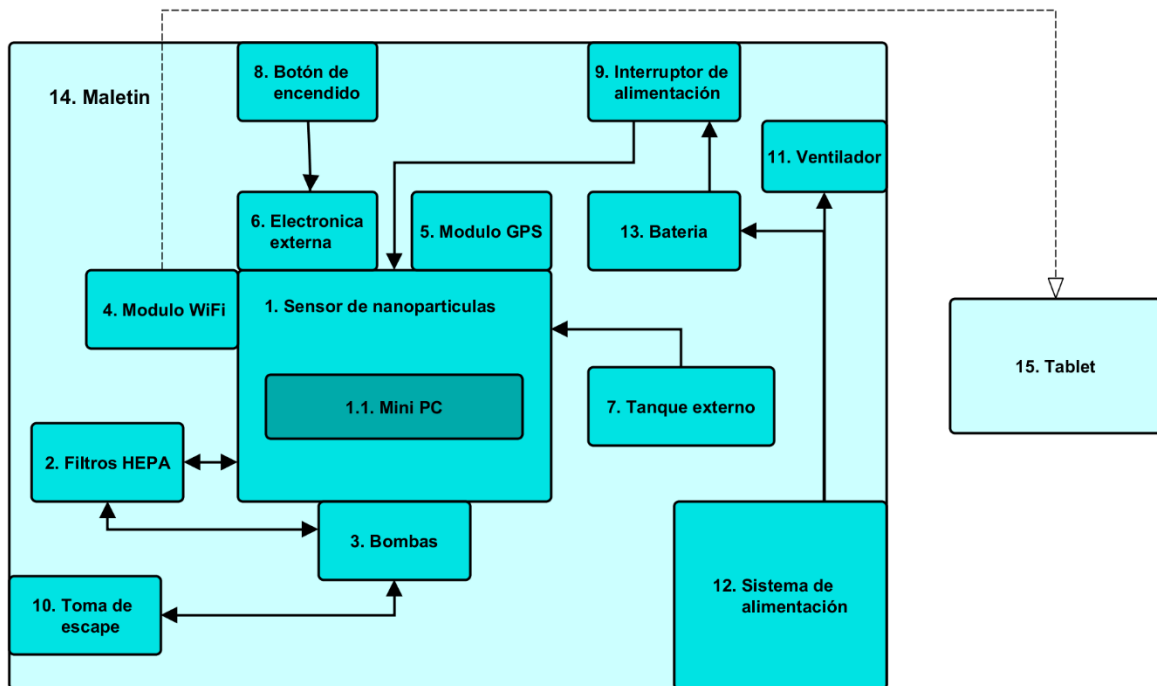 14. Maletin
8. Botón de
encendido
9. Interruptor de
alimentación
11. Ventilador
6. Electronica
externa
5. Modulo GPS
13. Bateria
4. Modulo WiFi
1. Sensor de nanoparticulas
15. Tablet
1.1. Mini PC
7. Tanque externo
2. Filtros HEPA
3. Bombas
12. Sistema de
alimentación
10. Toma de
escape